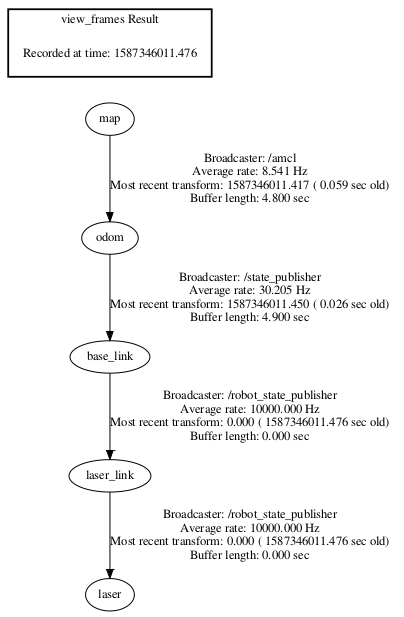 view_frames Result
Recorded at time: 1587346011.476
map
Broadcaster: /amcl
Average rate: 8.541 Hz
Most recent transform: 1587346011.417 ( 0.059 sec old)
Buffer length: 4.800 sec
odom
Broadcaster: /state_publisher
Average rate: 30.205 Hz
Most recent transform: 1587346011.450 ( 0.026 sec old)
Buffer length: 4.900 sec
base_link
Broadcaster: /robot_state_publisher
Average rate: 10000.000 Hz
Most recent transform: 0.000 ( 1587346011.476 sec old)
Buffer length: 0.000 sec
laser_link
Broadcaster: /robot_state_publisher
Average rate: 10000.000 Hz
Most recent transform: 0.000 ( 1587346011.476 sec old)
Buffer length: 0.000 sec
laser